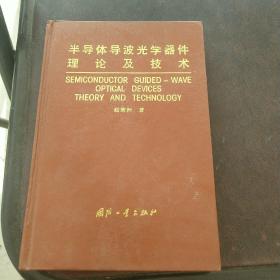 半导体导波光学器件
理论及技术
SEMICONDUCTOR GUIDED-WAVE
OPTICAL DEVICES
THEORY AND TECHNOLOGY
著
国防工业出版社